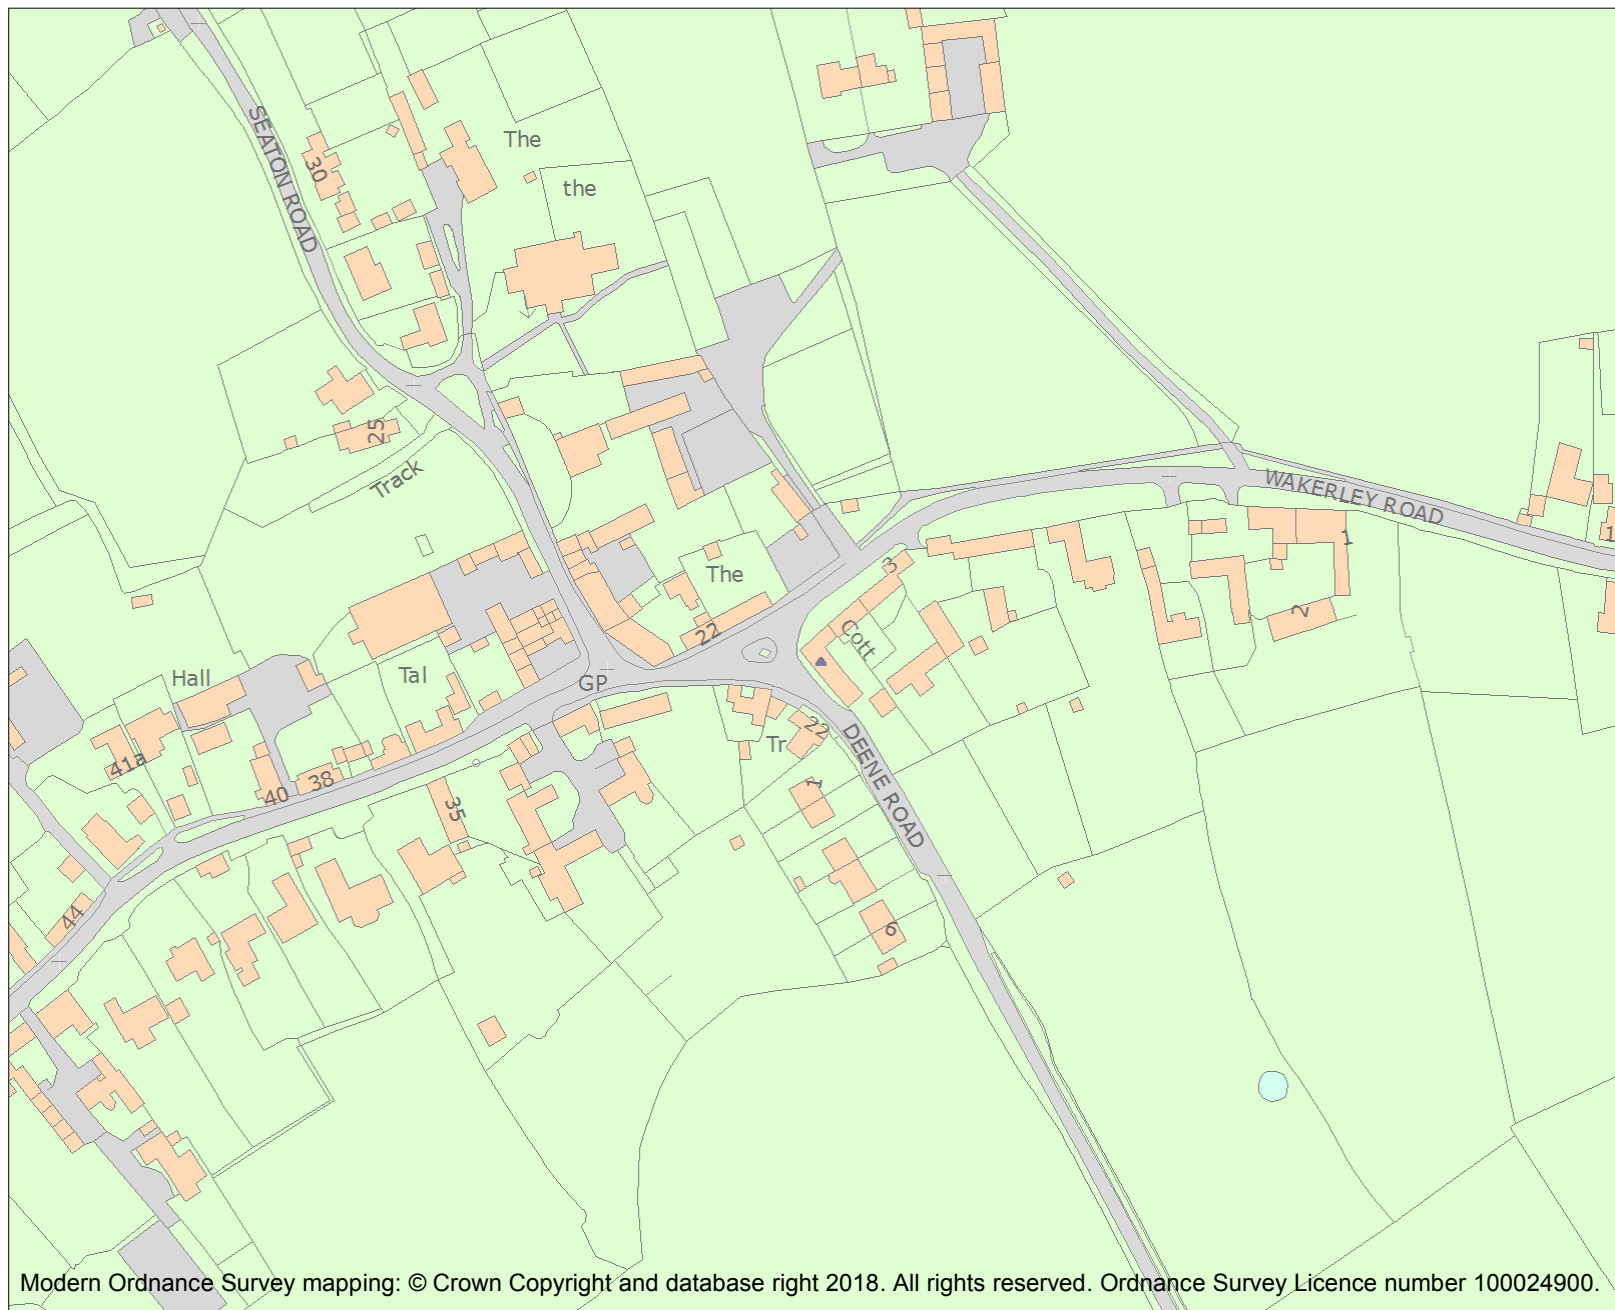 The
SEATON ROAD
30
the
25
Track
WAKERLEY ROAD
1
1
The
3
2
22
Cott
Hall
Tal
GP
22
Tr
DEENE ROAD
41a
40
38
1
35
44
6
Modern Ordnance Survey mapping: © Crown Copyright and database right 2018. All rights reserved. Ordnance Survey Licence number 100024900.